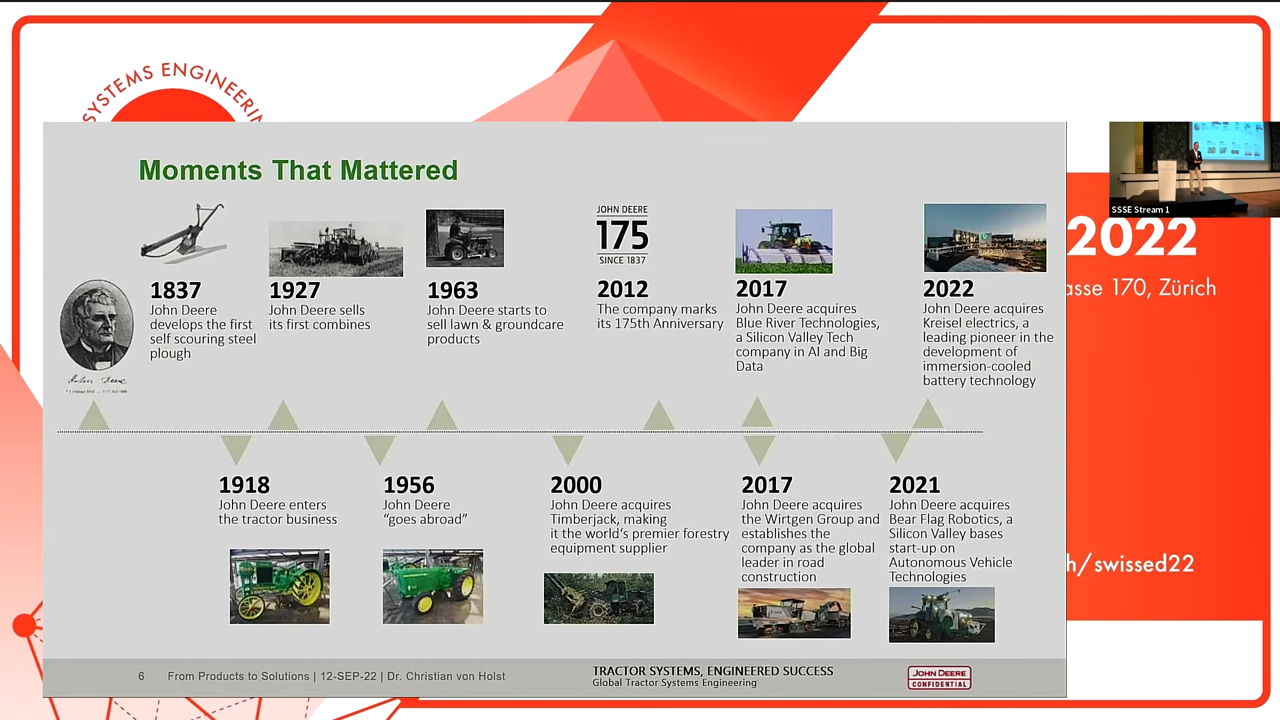 SYSTEMS ENGINEERIN
SSSE Stream 1
2022
asse 170, Zürich
h/swissed22
Moments That Mattered
1837
John Deere
develops the first
self scouring steel
plough
1927
John Deere sells
its first combines
1963
John Deere starts to
sell lawn & groundcare
products
JOHN DEERE
175
SINCE 1837
2012
The company marks
its 175th Anniversary
2017
John Deere acquires
Blue River Technologies,
a Silicon Valley Tech
company in AI and Big
Data
2022
John Deere acquires
Kreisel electrics, a
leading pioneer in the
development of
immersion-cooled
battery technology
John Deere
1918
John Deere enters
the tractor business
1956
John Deere
“goes abroad”
2000
John Deere acquires
Timberjack, making
it the world‘s premier forestry
equipment supplier
2017
John Deere acquires
the Wirtgen Group and
establishes the
company as the global
leader in road
construction
2021
John Deere acquires
Bear Flag Robotics, a
Silicon Valley bases
start-up on
Autonomous Vehicle
Technologies
6 From Product to Solutions | 12-SEP-22 | Dr. Christian von Holst
TRACTOR SYSTEMS, ENGINEERED SUCCESS
Global Tractor Systems Engineering
JOHN DEERE
CONFIDENTIAL